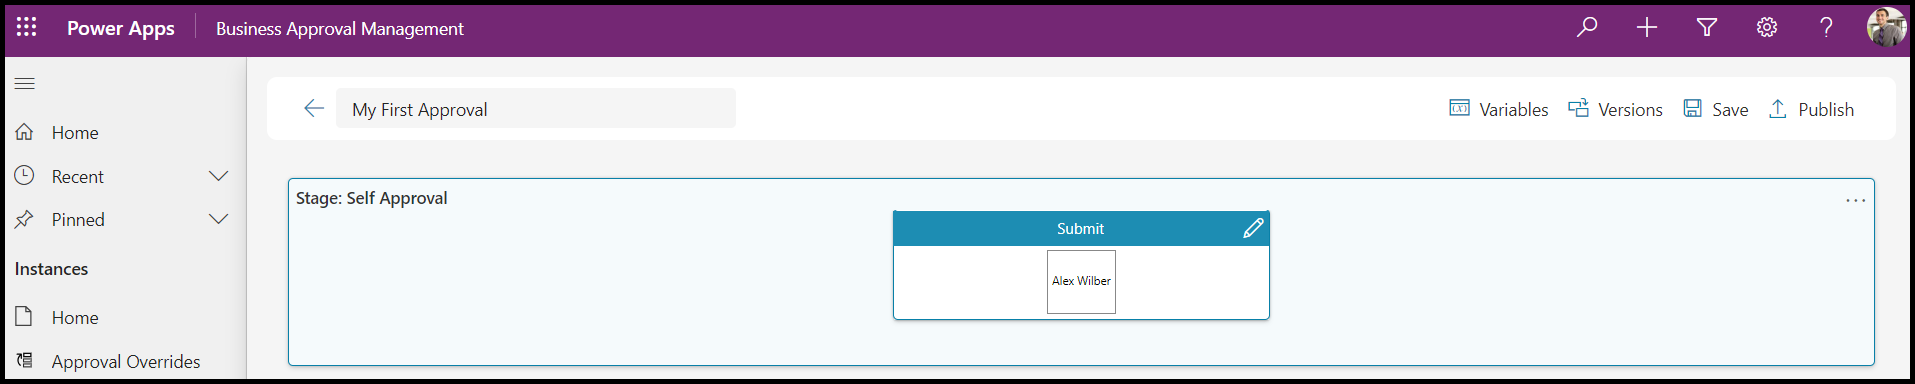 Power Apps
Business Approval Management
?
My First Approval
Variables
Versions
Save
Publish
Home
Recent
Pinned
Instances
Home
Approval Overrides
Stage: Self Approval
...
Submit
Alex Wilber